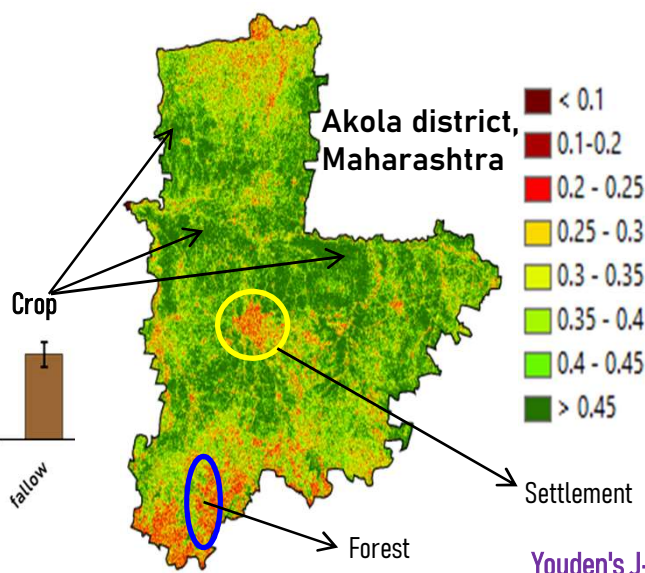 Akola district,
Maharashtra
< 0.1
0.1-0.2
0.2 - 0.25
0.25 - 0.3
0.3 - 0.35
0.35 - 0.4
0.4 - 0.45
> 0.45
Crop
fallow
Settlement
Forest
Youden's J-